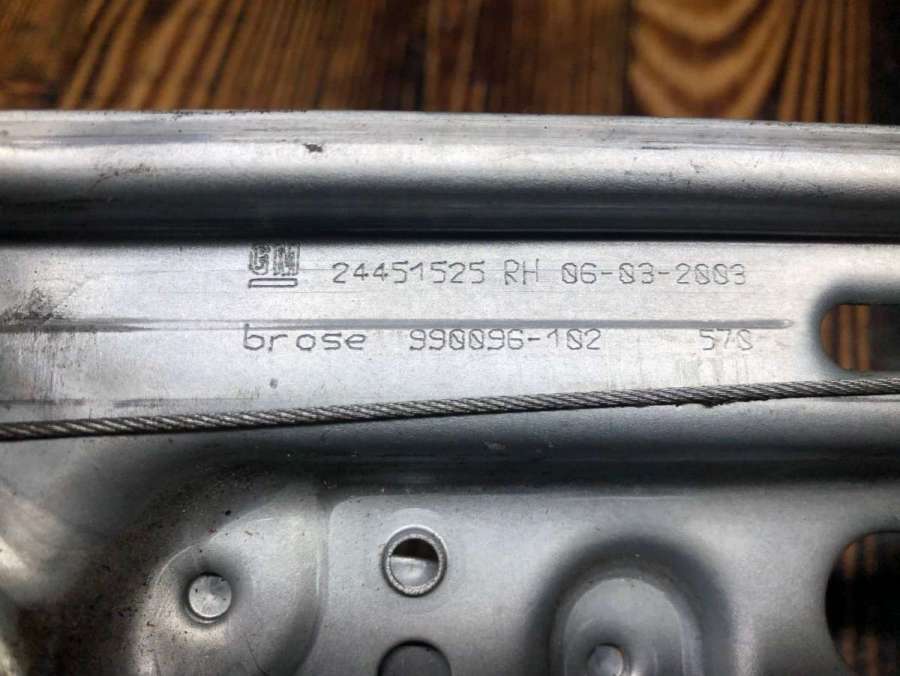 GM 24451525 RH 06-03-2003
brose 990096-102 570